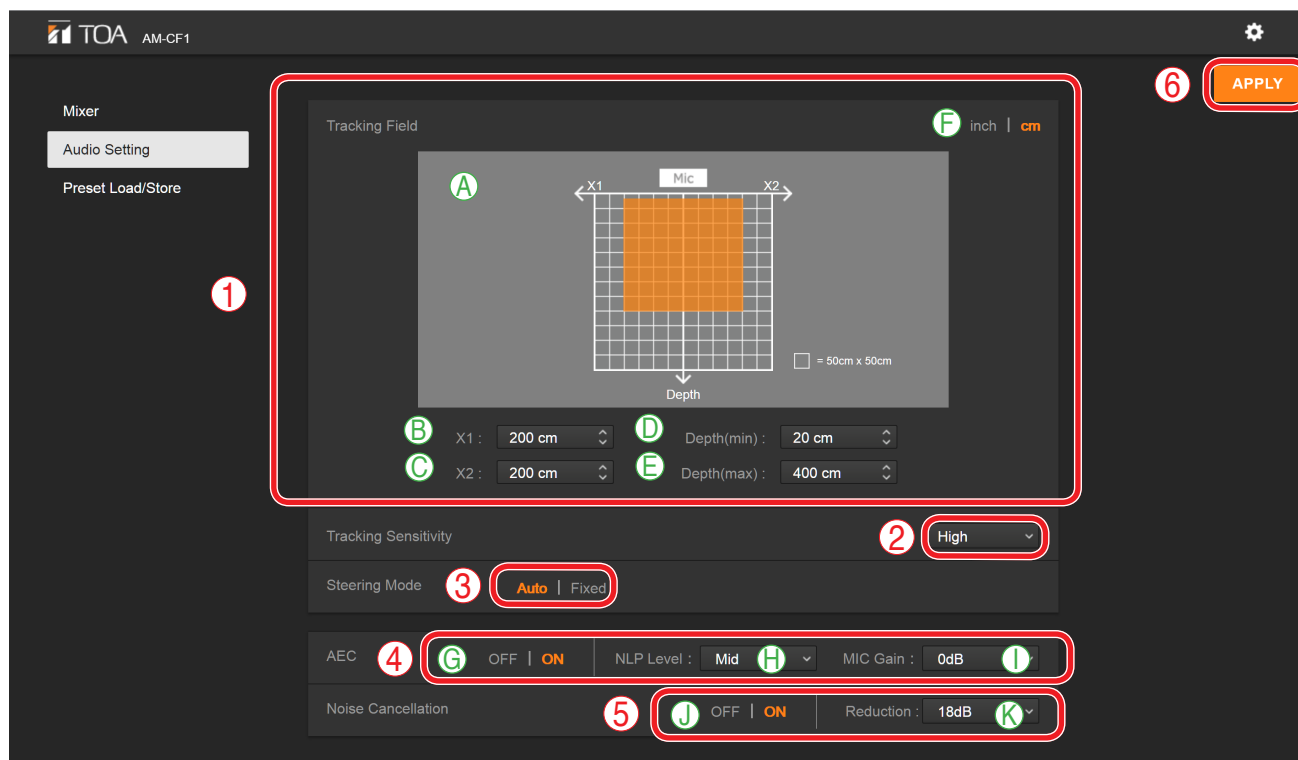 TOA AM-CF1
6 APPLY
Mixer
Audio Setting
Preset Load/Store
1
Tracking Field
F inch | cm
A
X1 Mic X2
= 50cm x 50cm
Depth
B X1 : 200 cm D Depth(min) : 20 cm
C X2 : 200 cm E Depth(max) : 400 cm
Tracking Sensitivity 2 High
Steering Mode 3 Auto | Fixed
AEC 4 G OFF | ON NLP Level : Mid H MIC Gain : 0dB I
Noise Cancellation 5 J OFF | ON Reduction : 18dB K